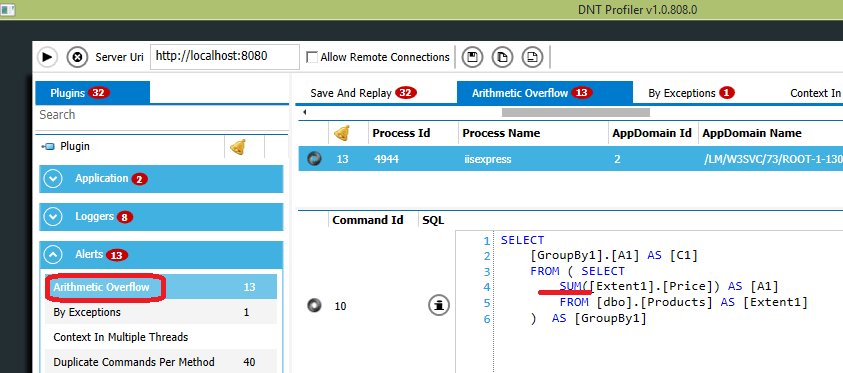 DNT Profiler v1.0.808.0
Server Uri http://localhost:8080 Allow Remote Connections
Plugins 32
Search
Plugin
Application 2
Loggers 8
Alerts 13
Arithmetic Overflow 13
By Exceptions 1
Context In Multiple Threads
Duplicate Commands Per Method 40
Save And Replay 32 Arithmetic Overflow 13 By Exceptions 1 Context In
Process Id Process Name AppDomain Id AppDomain Name
13 4944 iisexpress 2 /LM/W3SVC/73/ROOT-1-130
Command Id SQL
10
1 SELECT
2 [GroupBy1].[A1] AS [C1]
3 FROM ( SELECT
4 SUM([Extent1].[Price]) AS [A1]
5 FROM [dbo].[Products] AS [Extent1]
6 ) AS [GroupBy1]